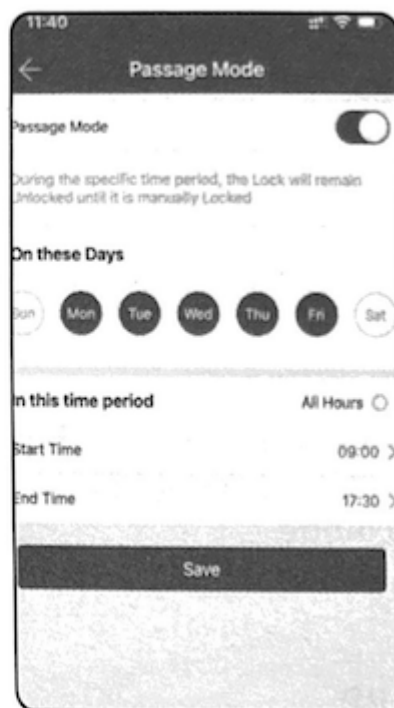 11:40
Passage Mode
Passage Mode
During the specific time period, the Lock will remain
Unlocked until it is manually Locked
On these Days
Sun Mon Tue Wed Thu Fri Sat
In this time period All Hours
Start Time 09:00
End Time 17:30
Save